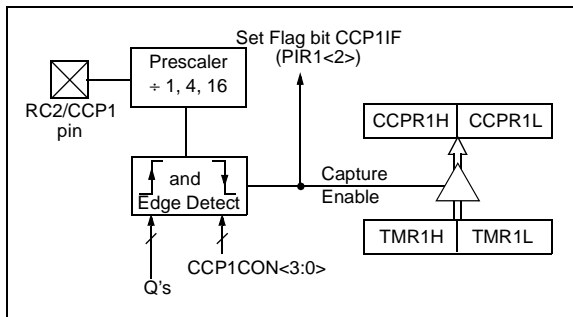 Set Flag bit CCP1IF
(PIR1<2>)
Prescaler
÷ 1, 4, 16
RC2/CCP1
pin
CCPR1H CCPR1L
and
Edge Detect
Capture
Enable
TMR1H TMR1L
CCP1CON<3:0>
Q's